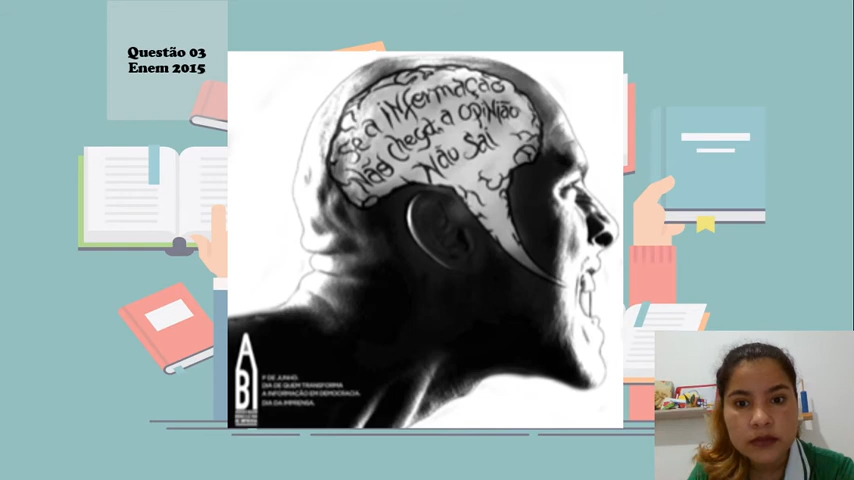 Questão 03
Enem 2015
Se a informação
não chega, a opinião
Não sai
ABI
1º DE JUNHO.
DIA DE QUEM TRANSFORMA
A INFORMAÇÃO EM DEMOCRACIA.
DIA DA IMPRENSA.